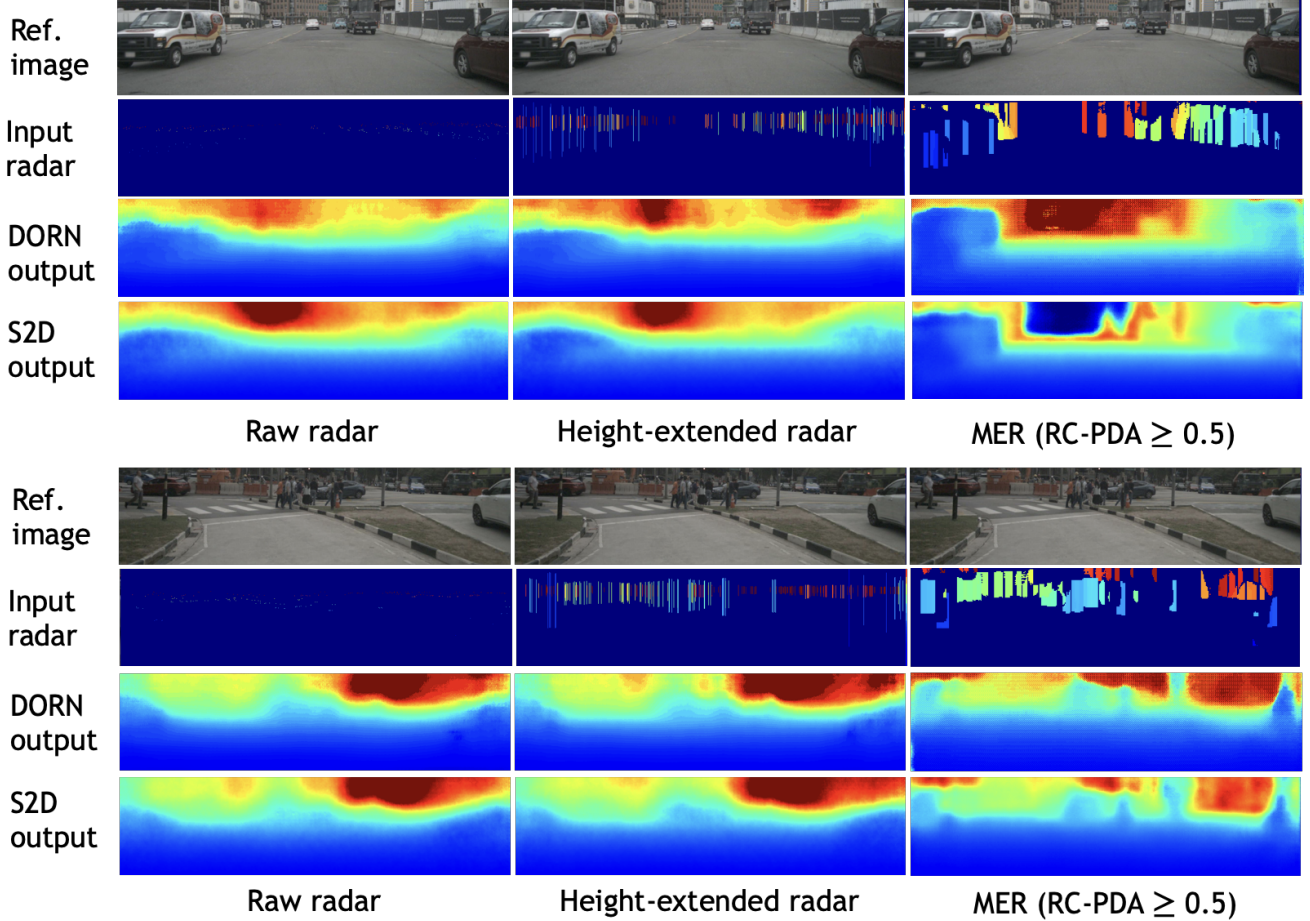 Ref.
image
Input
radar
DORN
output
S2D
output
Raw radar
Height-extended radar
MER (RC-PDA ≥ 0.5)
Ref.
image
Input
radar
DORN
output
S2D
output
Raw radar
Height-extended radar
MER (RC-PDA ≥ 0.5)